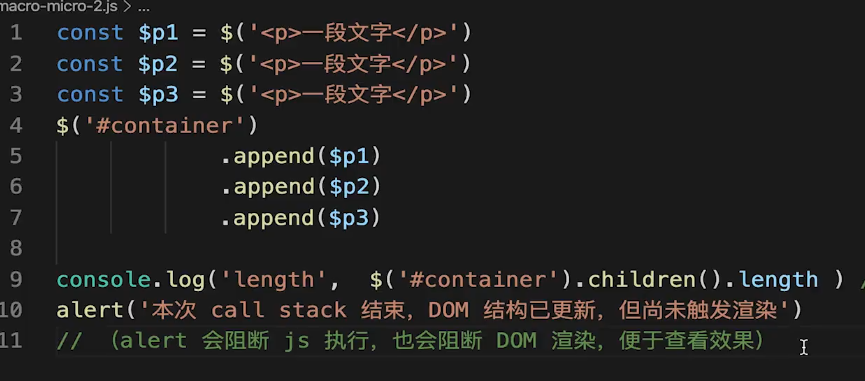 macro-micro-2.js > ...
1 const $p1 = $('<p>一段文字</p>')
2 const $p2 = $('<p>一段文字</p>')
3 const $p3 = $('<p>一段文字</p>')
4 $('#container')
5 .append($p1)
6 .append($p2)
7 .append($p3)
8
9 console.log('length', $('#container').children().length ) /
10 alert('本次 call stack 结束，DOM 结构已更新，但尚未触发渲染')
11 // （alert 会阻断 js 执行，也会阻断 DOM 渲染，便于查看效果）